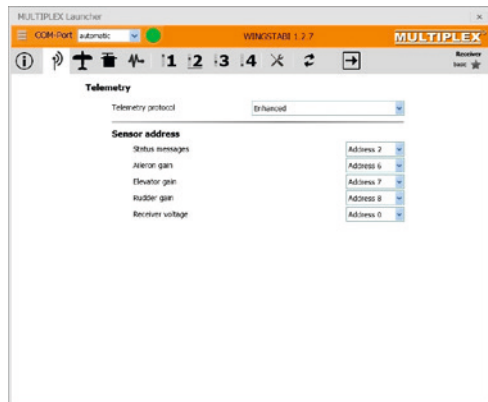 MULTIPLEX Launcher ×
COM-Port automatic WINGSTABI 1.2.7 MULTIPLEX
1 2 3 4 Receiver
basic
Telemetry
Telemetry protocol Enhanced
Sensor address
Status messages Address 2
Aileron gain Address 6
Elevator gain Address 7
Rudder gain Address 8
Receiver voltage Address 0